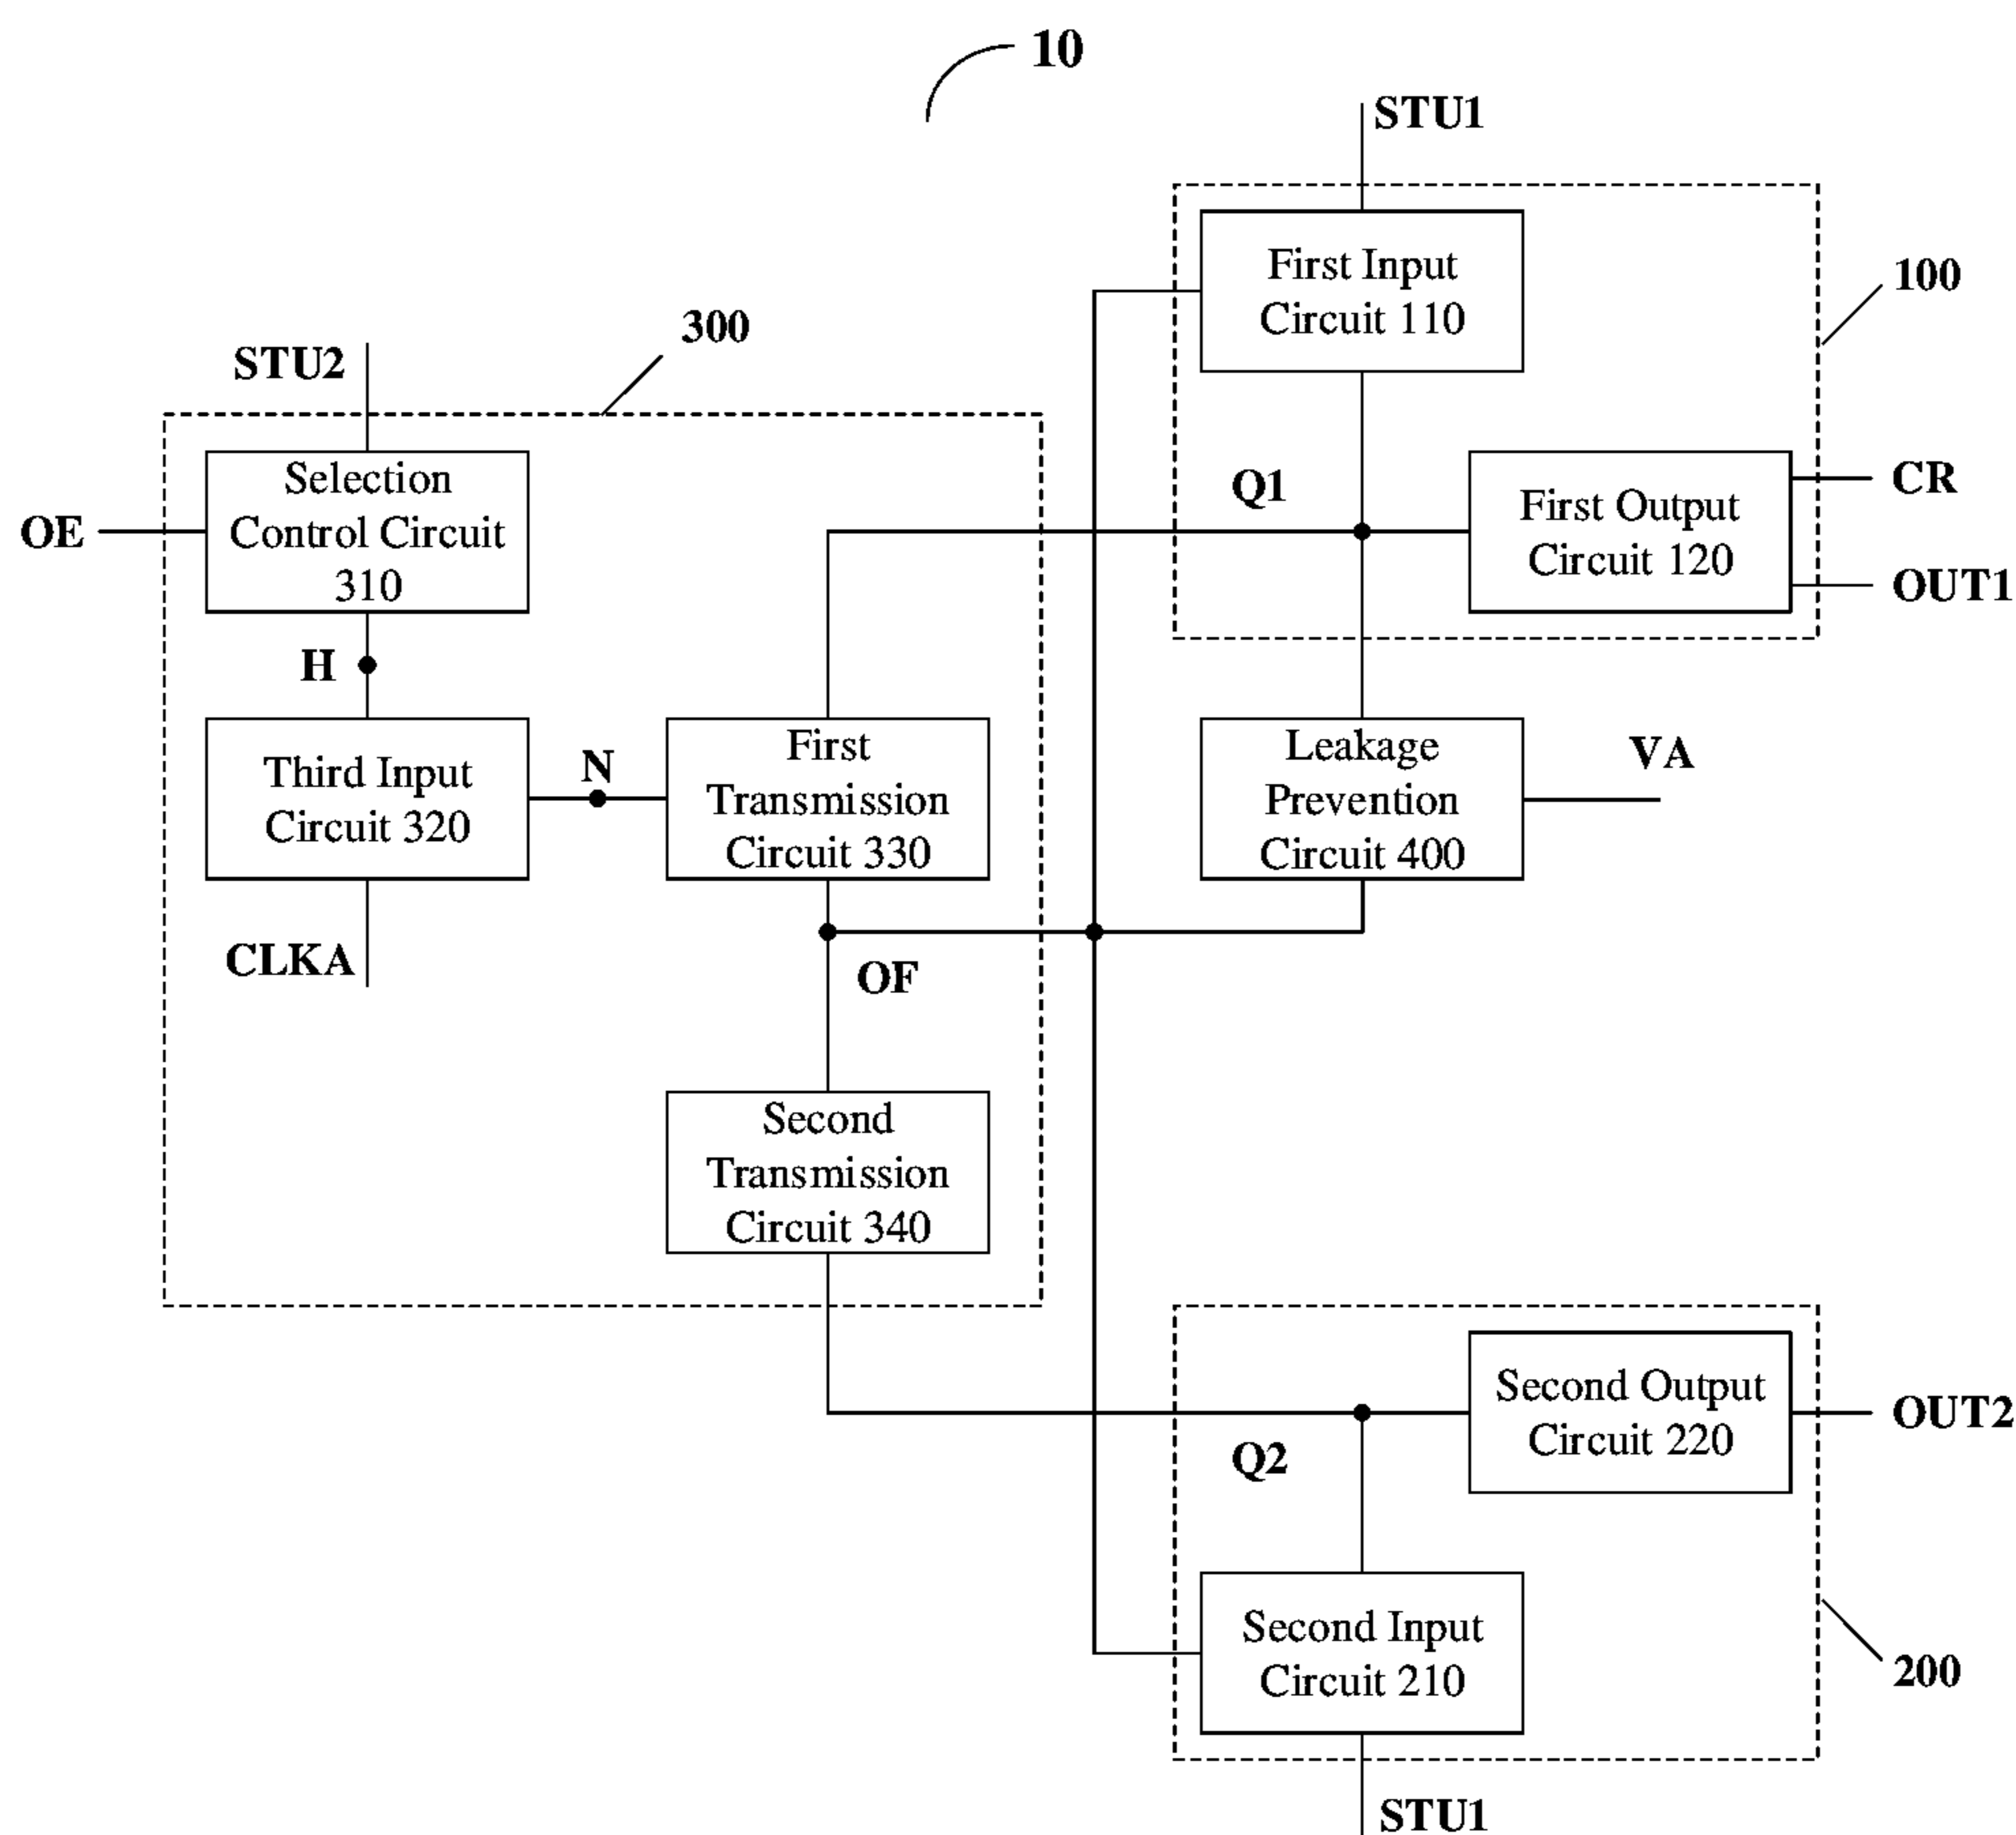 10
STU1
First Input
Circuit 110
100
300
STU2
Selection
Control Circuit
310
OE
Q1
First Output
Circuit 120
CR
OUT1
H
Third Input
Circuit 320
N
First
Transmission
Circuit 330
Leakage
Prevention
Circuit 400
VA
CLKA
OF
Second
Transmission
Circuit 340
Second Output
Circuit 220
OUT2
Q2
Second Input
Circuit 210
200
STU1